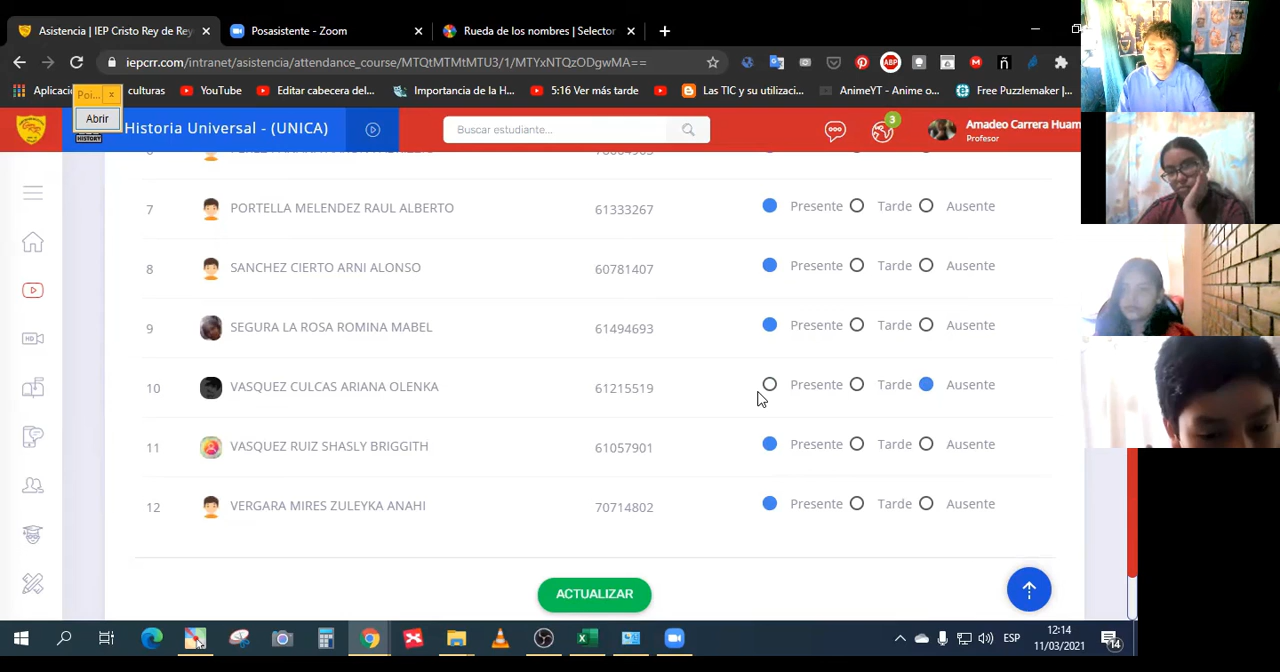 Asistencia | IEP Cristo Rey de Rey
Posasistente - Zoom
Rueda de los nombres | Selector
iepcrr.com/intranet/asistencia/attendance_course/MTQtMTMtMTU3/1/MTYxNTQzODgwMA==
Aplicacio
culturas
YouTube
Editar cabecera del...
Importancia de la H...
5:16 Ver más tarde
Las TIC y su utilizaci...
AnimeYT - Anime o...
Free Puzzlemaker |...
Poi...
Abrir
HISTORY
Historia Universal - (UNICA)
Buscar estudiante...
3
Amadeo Carrera Huam
Profesor
7 PORTELLA MELENDEZ RAUL ALBERTO 61333267 Presente Tarde Ausente
8 SANCHEZ CIERTO ARNI ALONSO 60781407 Presente Tarde Ausente
9 SEGURA LA ROSA ROMINA MABEL 61494693 Presente Tarde Ausente
10 VASQUEZ CULCAS ARIANA OLENKA 61215519 Presente Tarde Ausente
11 VASQUEZ RUIZ SHASLY BRIGGITH 61057901 Presente Tarde Ausente
12 VERGARA MIRES ZULEYKA ANAHI 70714802 Presente Tarde Ausente
ACTUALIZAR
ESP
12:14
11/03/2021
14